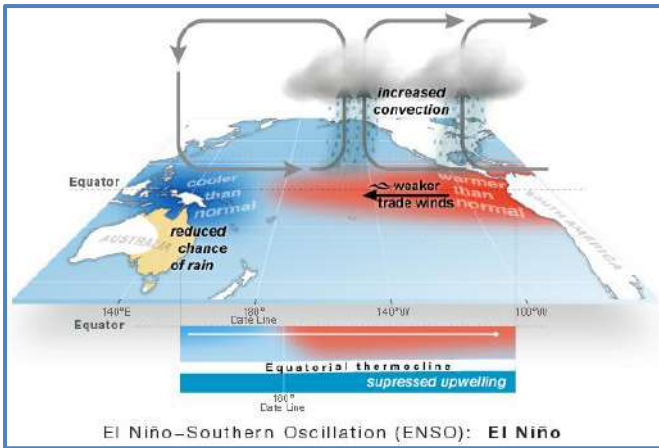 increased
convection
Equator
cooler
than
normal
weaker
trade winds
warmer
than
normal
AUSTRALIA
reduced
chance
of rain
SOUTH AMERICA
140°E
180°
Date Line
140°W
100°W
Equator
Equatorial thermocline
supressed upwelling
180°
Date Line
El Niño–Southern Oscillation (ENSO): El Niño